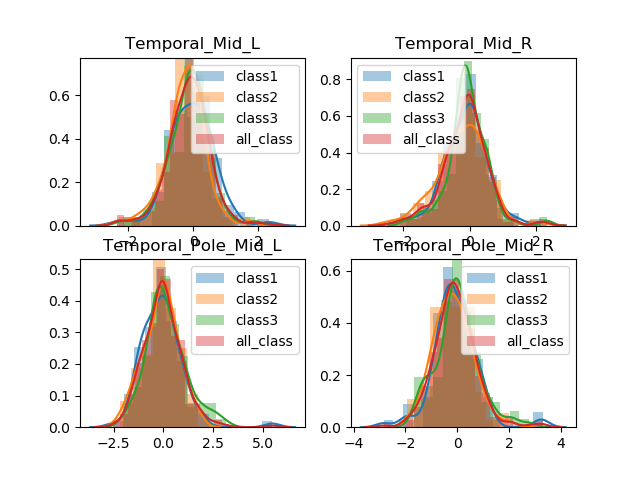 Temporal_Mid_L
Temporal_Mid_R
0.6
0.4
0.2
0.0
class1
class2
class3
all_class
−2
0
2
0.8
0.6
0.4
0.2
0.0
class1
class2
class3
all_class
−2
0
2
Temporal_Pole_Mid_L
Temporal_Pole_Mid_R
0.5
0.4
0.3
0.2
0.1
0.0
class1
class2
class3
all_class
−2.5
0.0
2.5
5.0
0.6
0.4
0.2
0.0
class1
class2
class3
all_class
−4
−2
0
2
4